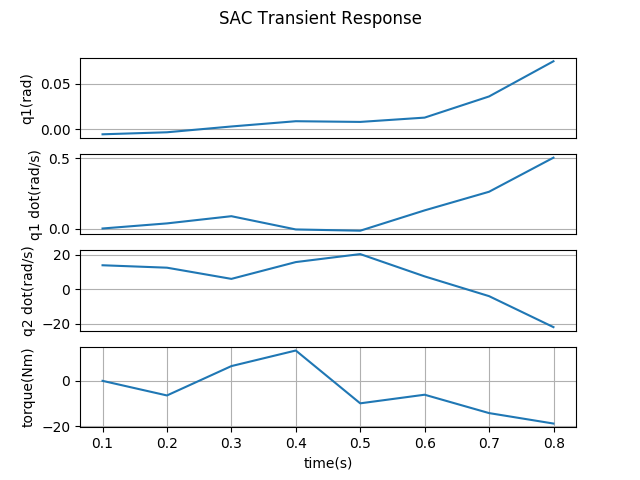 SAC Transient Response
q1(rad)
0.05
0.00
q1 dot(rad/s)
0.5
0.0
q2 dot(rad/s)
20
0
−20
torque(Nm)
0
−20
0.1 0.2 0.3 0.4 0.5 0.6 0.7 0.8
time(s)